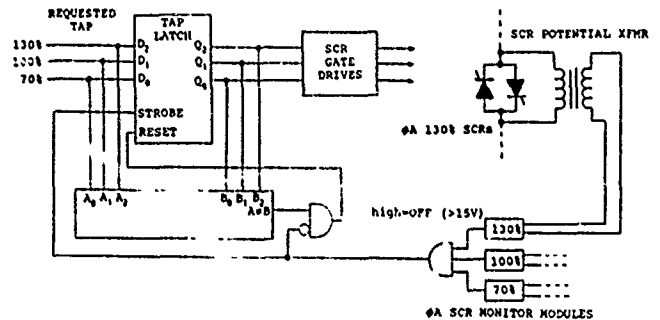 REQUESTED TAP
TAP LATCH
130%
100%
70%
D2
D1
D0
Q2
Q1
Q0
STROBE
RESET
SCR GATE DRIVES
SCR POTENTIAL XFMR
φA 130% SCRs
A0 A1 A2
B0 B1 B2
A≠B
high=OFF (>15V)
130%
100%
70%
φA SCR MONITOR MODULES